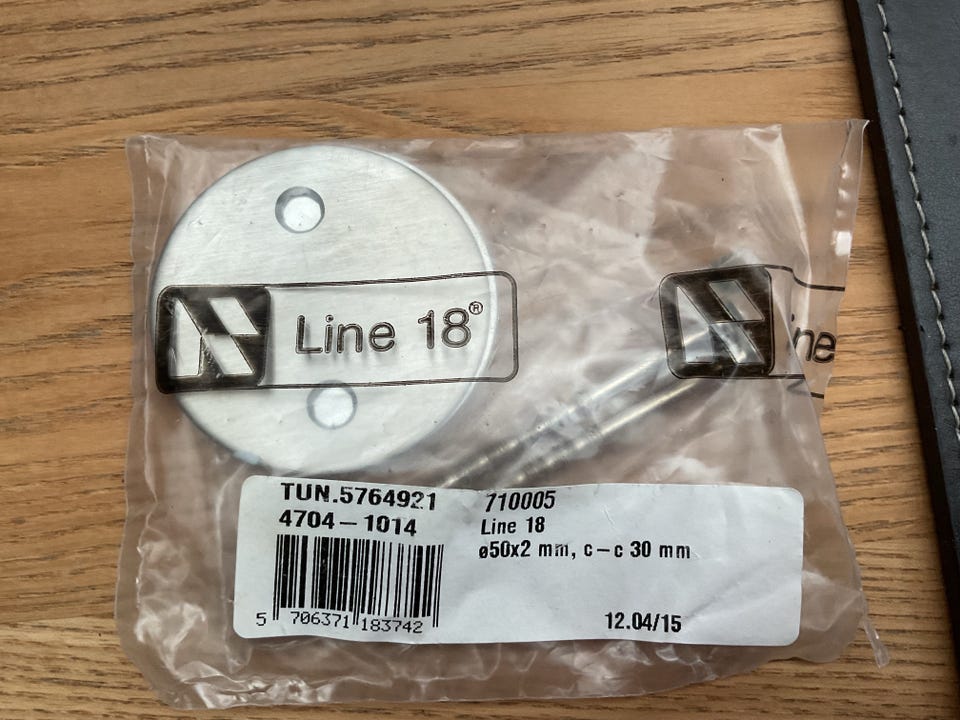 Line 18®
ine
TUN.5764921
4704-1014
710005
Line 18
ø50x2 mm, c-c 30 mm
5 706371 183742
12.04/15